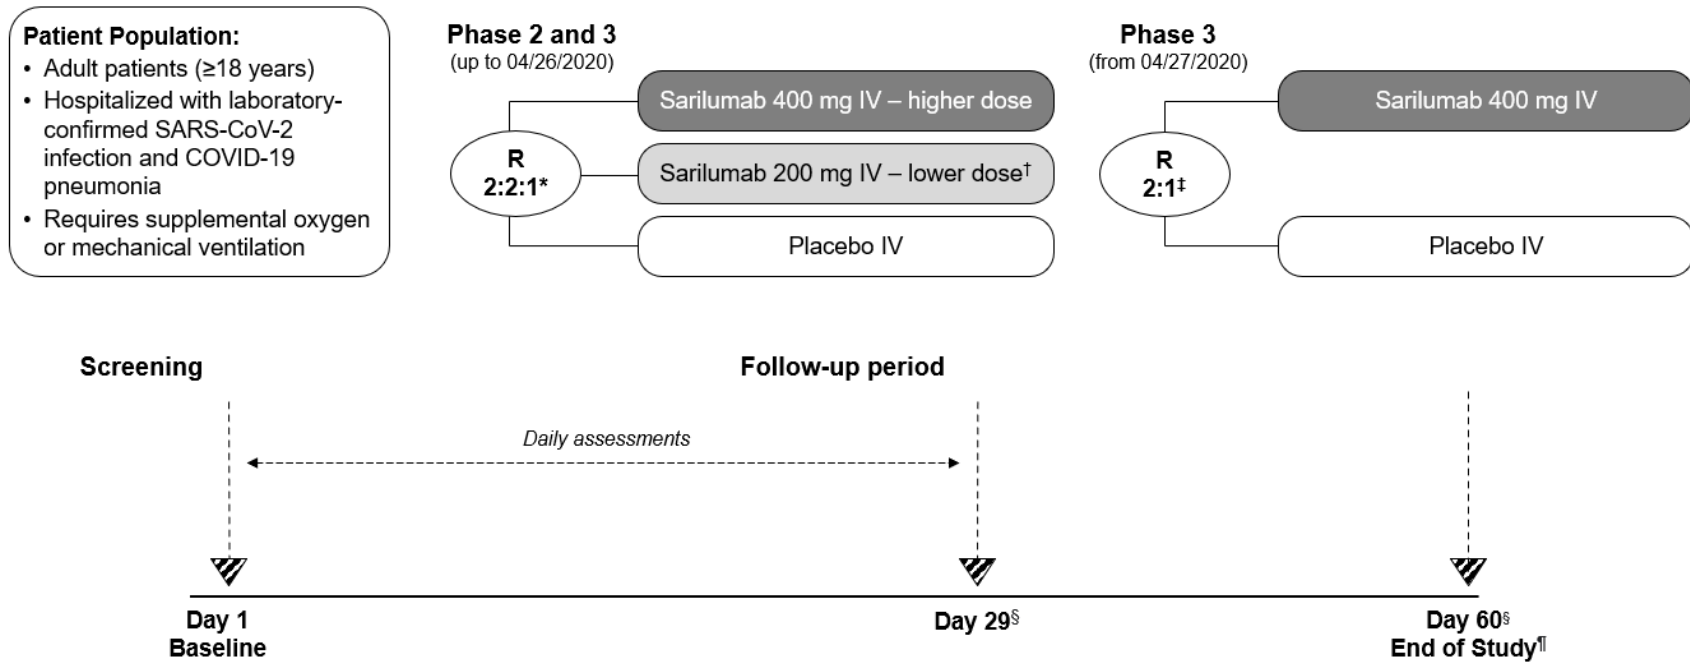 Patient Population:
• Adult patients (≥18 years)
• Hospitalized with laboratory-
confirmed SARS-CoV-2
infection and COVID-19
pneumonia
• Requires supplemental oxygen
or mechanical ventilation
Phase 2 and 3
(up to 04/26/2020)
R
2:2:1*
Sarilumab 400 mg IV – higher dose
Sarilumab 200 mg IV – lower dose†
Placebo IV
Phase 3
(from 04/27/2020)
R
2:1‡
Sarilumab 400 mg IV
Placebo IV
Screening
Follow-up period
Daily assessments
Day 1
Baseline
Day 29§
Day 60§
End of Study¶